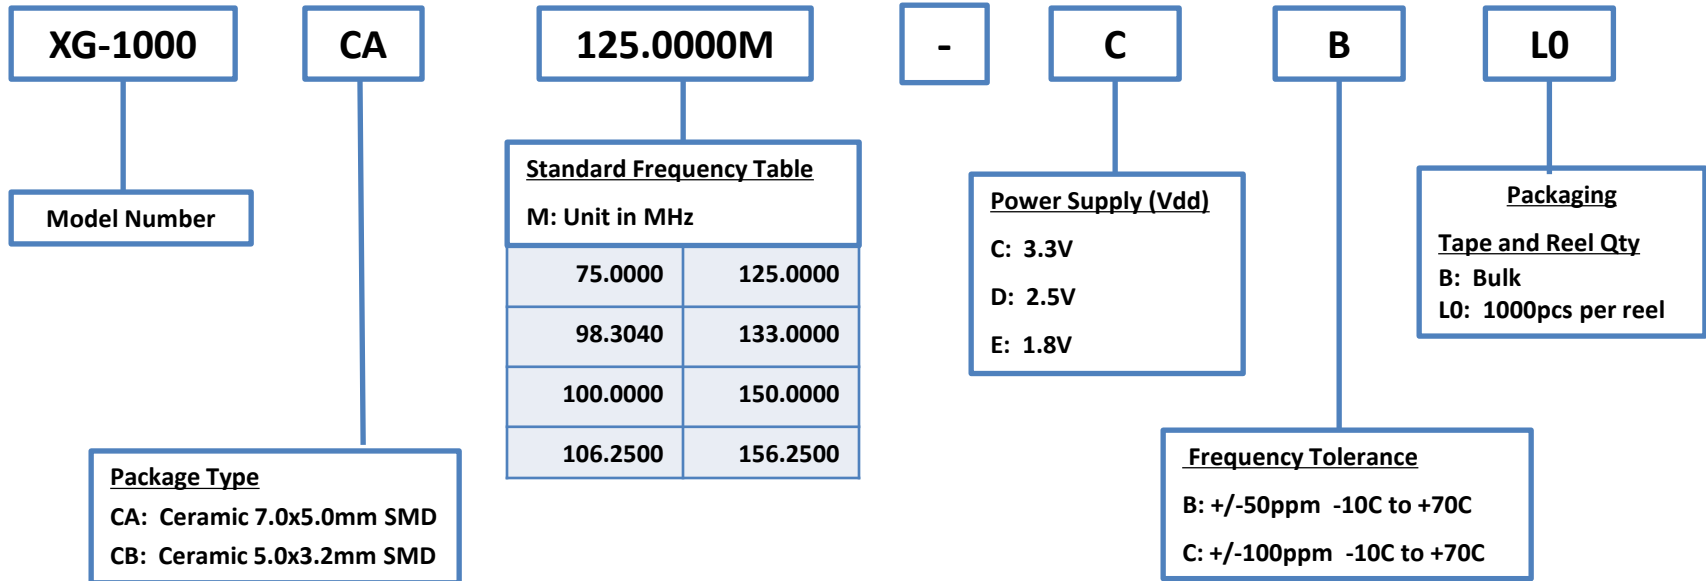 XG-1000 CA 125.0000M - C B L0
Model Number
Standard Frequency Table
M: Unit in MHz
75.0000 125.0000
98.3040 133.0000
100.0000 150.0000
106.2500 156.2500
Power Supply (Vdd)
C: 3.3V
D: 2.5V
E: 1.8V
Packaging
Tape and Reel Qty
B: Bulk
L0: 1000pcs per reel
Package Type
CA: Ceramic 7.0x5.0mm SMD
CB: Ceramic 5.0x3.2mm SMD
Frequency Tolerance
B: +/-50ppm -10C to +70C
C: +/-100ppm -10C to +70C